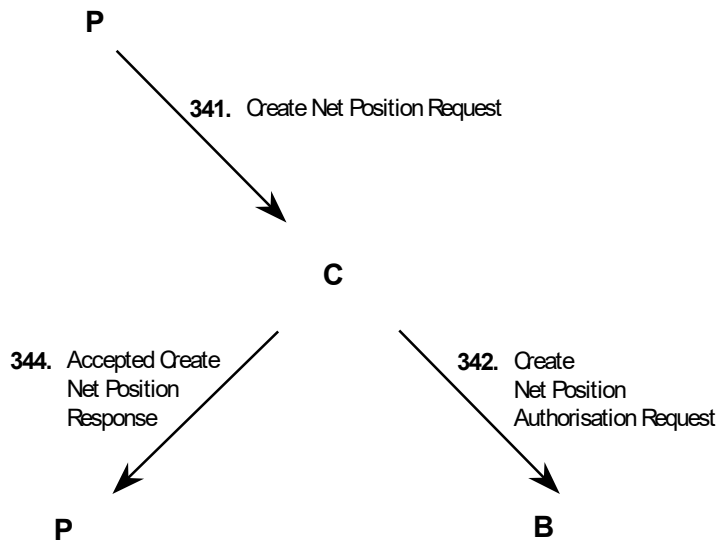 P
341. Create Net Position Request
C
344. Accepted Create
Net Position
Response
342. Create
Net Position
Authorisation Request
P
B